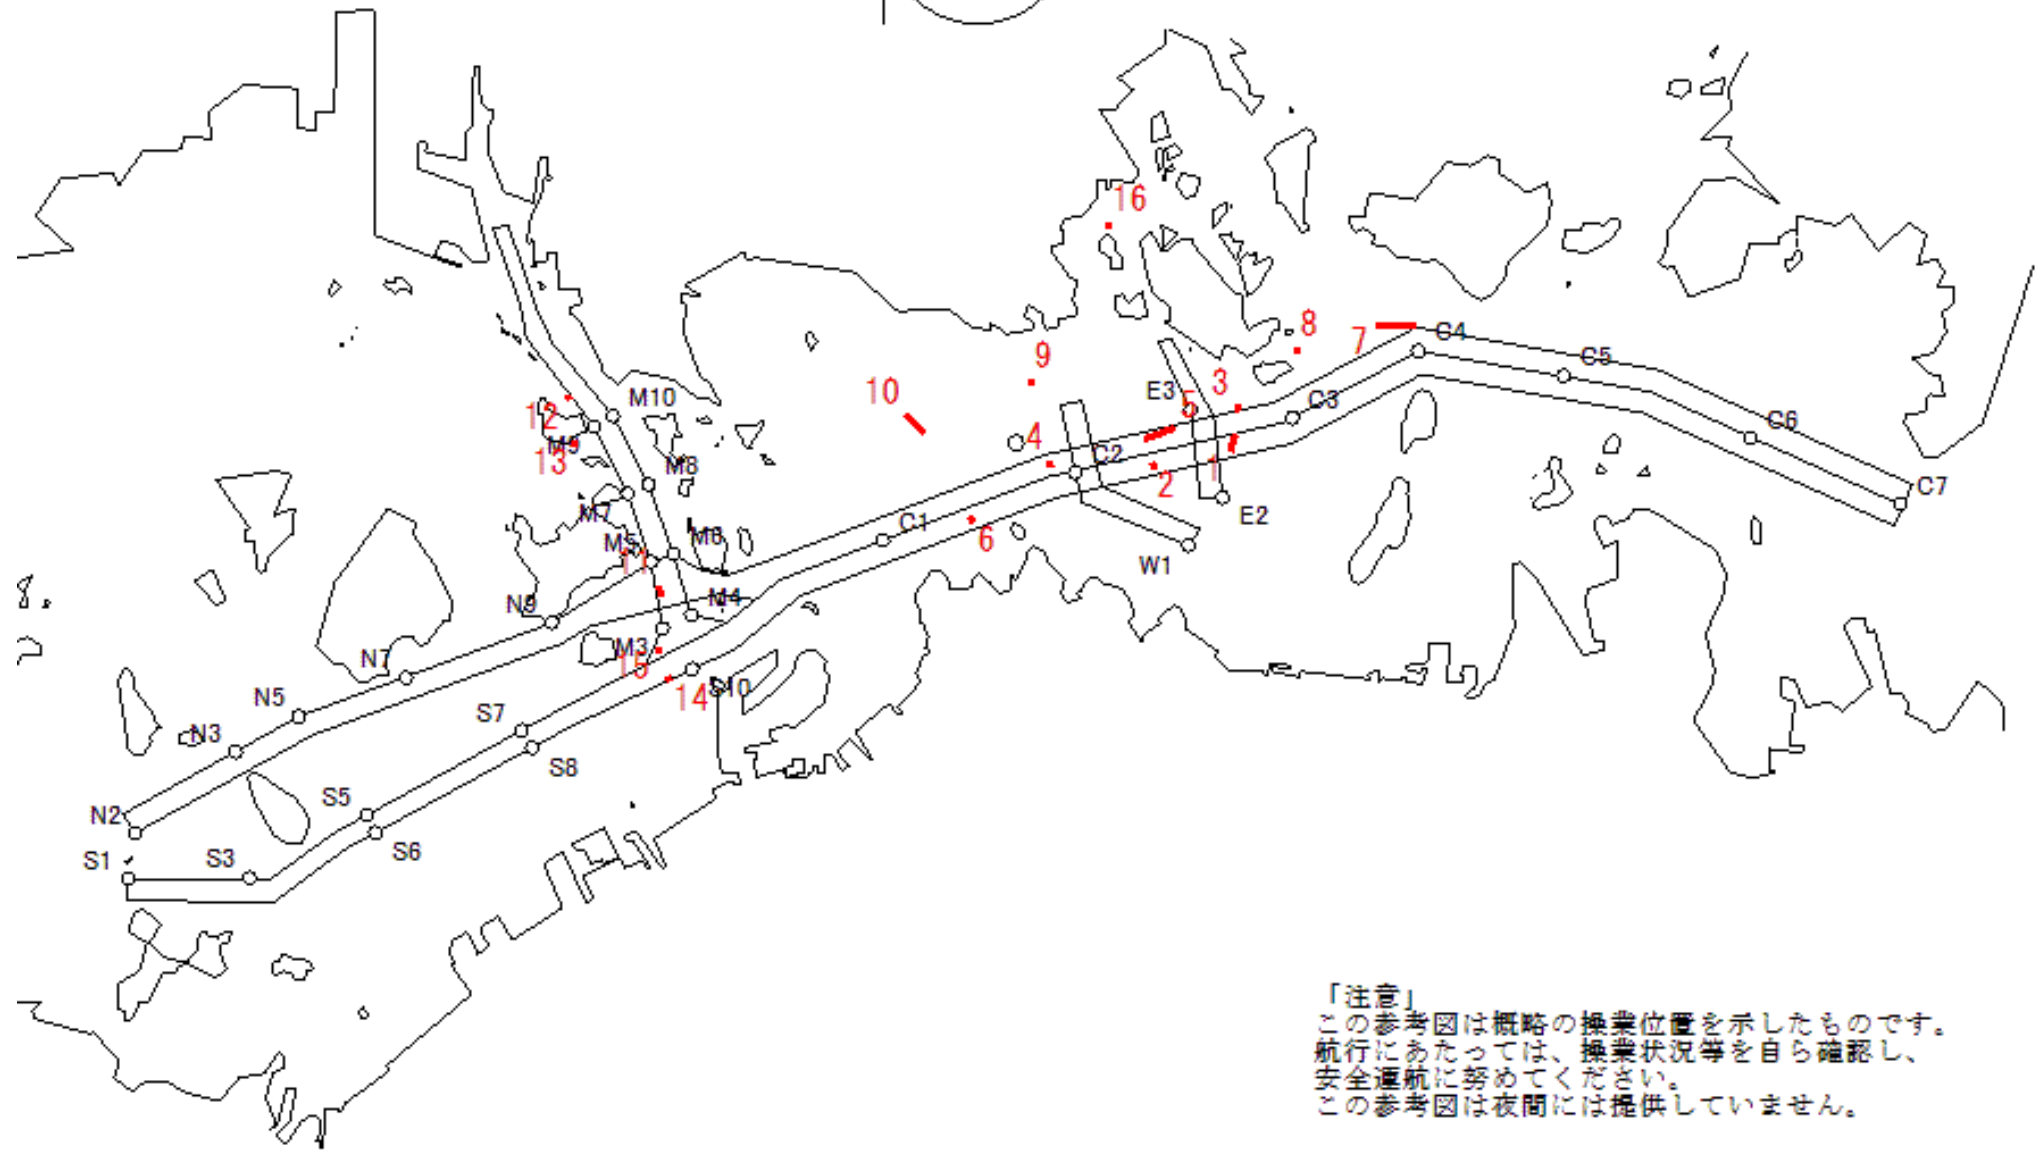 16
8
C4
7
9
C5
3
E3
10
M10
5
C3
12
4
C6
M9
C2
13
M8
1
2
C7
M7
E2
C1
M6
6
M5
11
W1
N9
M4
M3
N7
15
14
S10
N5
S7
N3
S8
S5
N2
S6
S1
S3
「注意」
この参考図は概略の操業位置を示したものです。
航行にあたっては、操業状況等を自ら確認し、
安全運航に努めてください。
この参考図は夜間には提供していません。